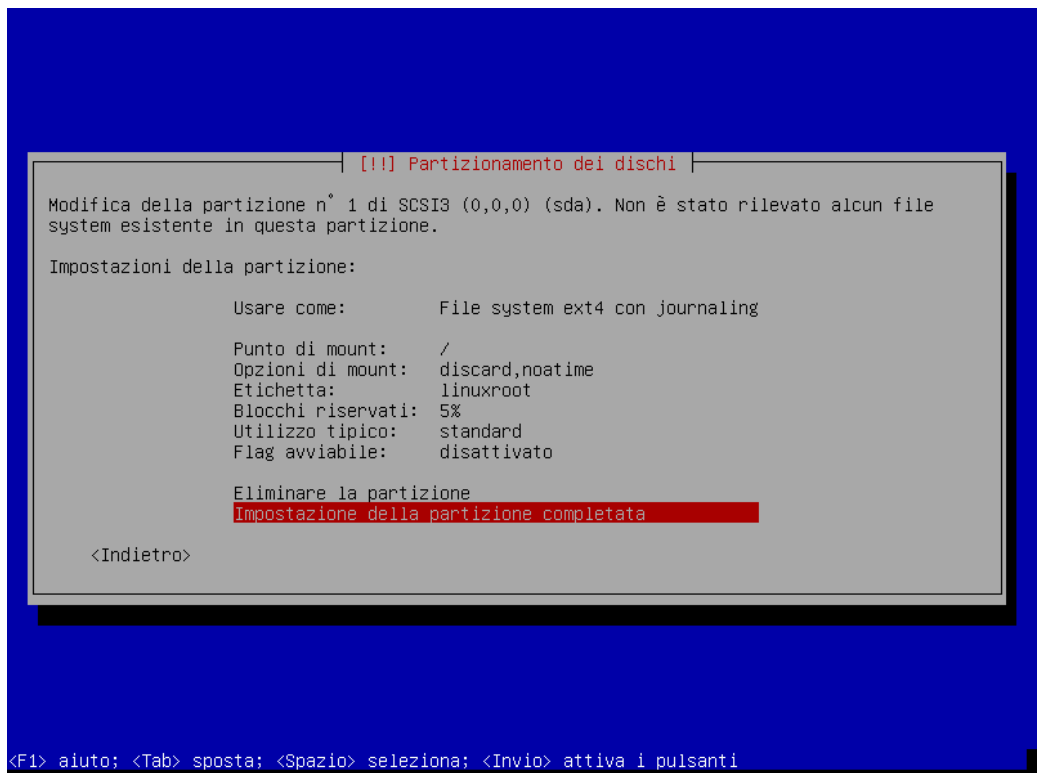 [!!] Partizionamento dei dischi
Modifica della partizione n° 1 di SCSI3 (0,0,0) (sda). Non è stato rilevato alcun file
system esistente in questa partizione.
Impostazioni della partizione:
Usare come: File system ext4 con journaling
Punto di mount: /
Opzioni di mount: discard,noatime
Etichetta: linuxroot
Blocchi riservati: 5%
Utilizzo tipico: standard
Flag avviabile: disattivato
Eliminare la partizione
Impostazione della partizione completata
<Indietro>
<F1> aiuto; <Tab> sposta; <Spazio> seleziona; <Invio> attiva i pulsanti